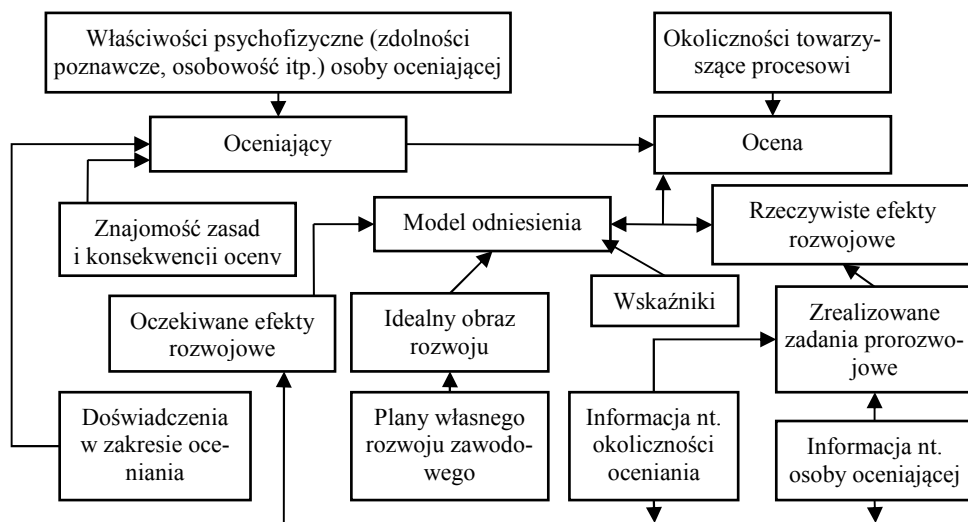 Właściwości psychofizyczne (zdolności
poznawcze, osobowość itp.) osoby oceniającej
Okoliczności towarzy-
szące procesowi
Oceniający
Ocena
Znajomość zasad
i konsekwencji oceny
Model odniesienia
Rzeczywiste efekty
rozwojowe
Wskaźniki
Oczekiwane efekty
rozwojowe
Idealny obraz
rozwoju
Zrealizowane
zadania prorozwo-
jowe
Doświadczenia
w zakresie oce-
niania
Plany własnego
rozwoju zawodo-
wego
Informacja nt.
okoliczności
oceniania
Informacja nt.
osoby oceniającej